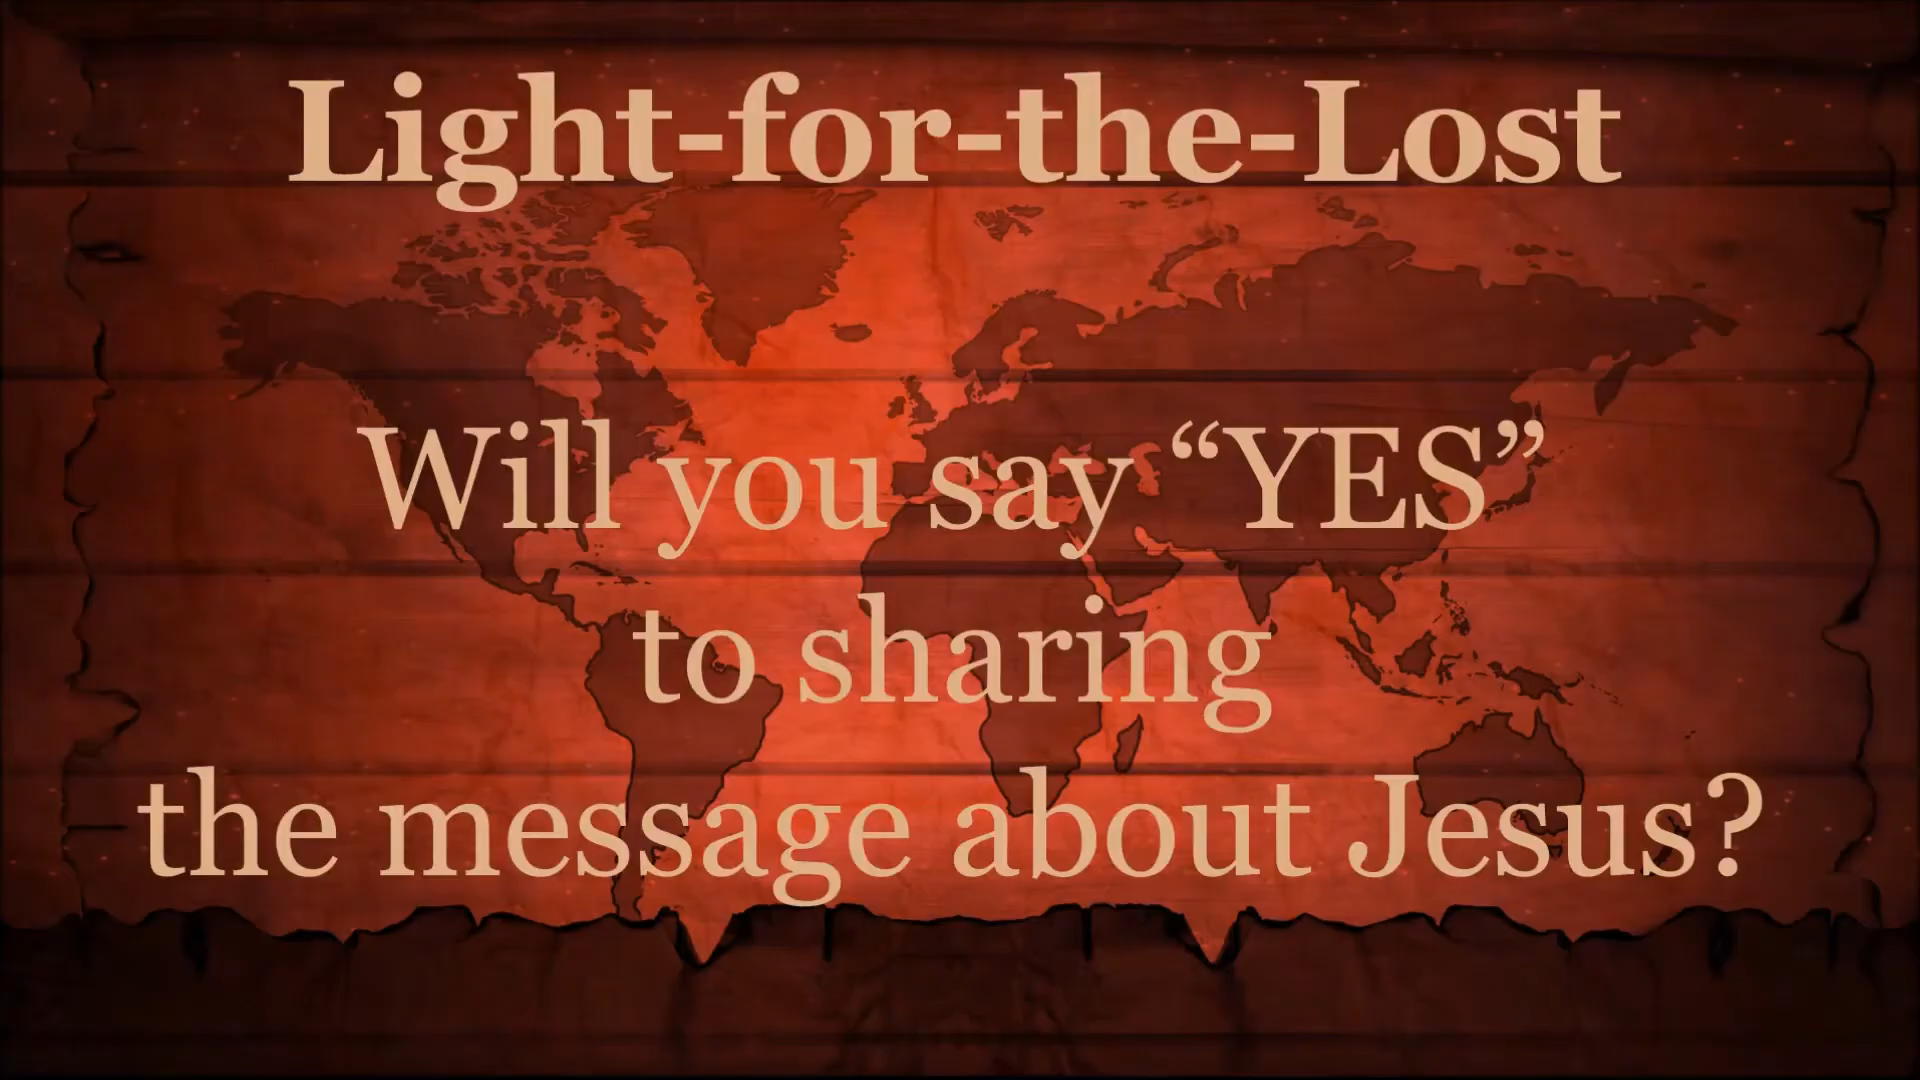 Light-for-the-Lost
Will you say “YES”
to sharing
the message about Jesus?